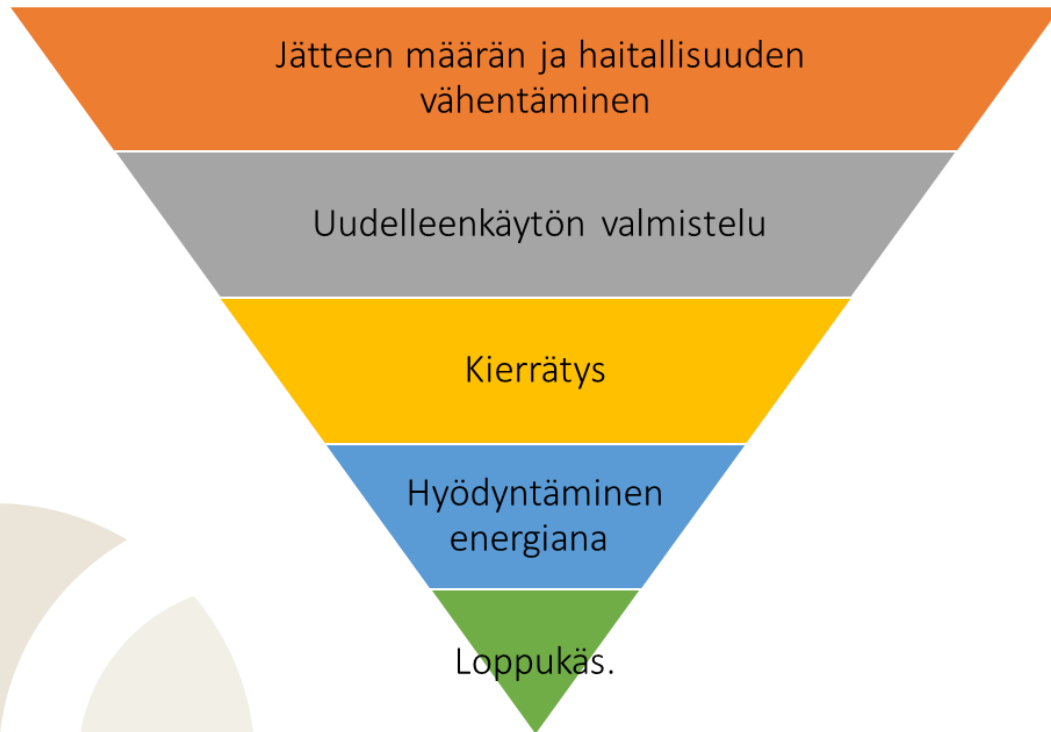 Jätteen määrän ja haitallisuuden
vähentäminen
Uudelleenkäytön valmistelu
Kierrätys
Hyödyntäminen
energiana
Loppukäs.